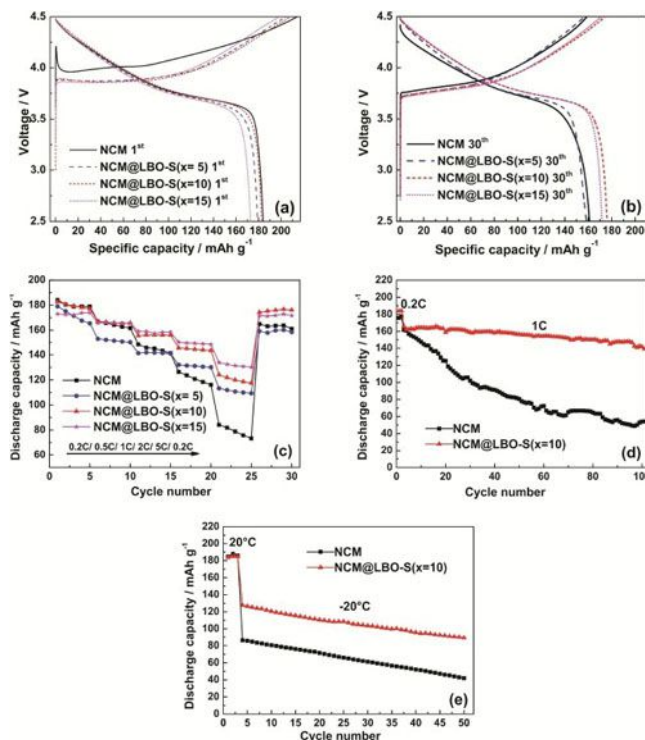 4.5
4.0
3.5
3.0
2.5
Voltage / V
NCM 1st
NCM@LBO-S(x= 5) 1st
NCM@LBO-S(x=10) 1st
NCM@LBO-S(x=15) 1st
(a)
0 20 40 60 80 100 120 140 160 180 200
Specific capacity / mAh g-1
4.5
4.0
3.5
3.0
2.5
Voltage / V
NCM 30th
NCM@LBO-S(x=5) 30th
NCM@LBO-S(x=10) 30th
NCM@LBO-S(x=15) 30th
(b)
0 20 40 60 80 100 120 140 160 180 200
Specific capacity / mAh g-1
200
180
160
140
120
100
80
60
Discharge capacity / mAh g-1
NCM
NCM@LBO-S(x= 5)
NCM@LBO-S(x=10)
NCM@LBO-S(x=15)
0.2C/ 0.5C/ 1C/ 2C/ 5C/ 0.2C
(c)
0 5 10 15 20 25 30
Cycle number
220
200
180
160
140
120
100
80
60
40
20
0
Discharge capacity / mAh g-1
0.2C
1C
NCM
NCM@LBO-S(x=10)
(d)
0 20 40 60 80 100
Cycle number
220
200
180
160
140
120
100
80
60
40
20
0
Discharge capacity / mAh g-1
20°C
NCM
NCM@LBO-S(x=10)
-20°C
(e)
0 5 10 15 20 25 30 35 40 45 50
Cycle number